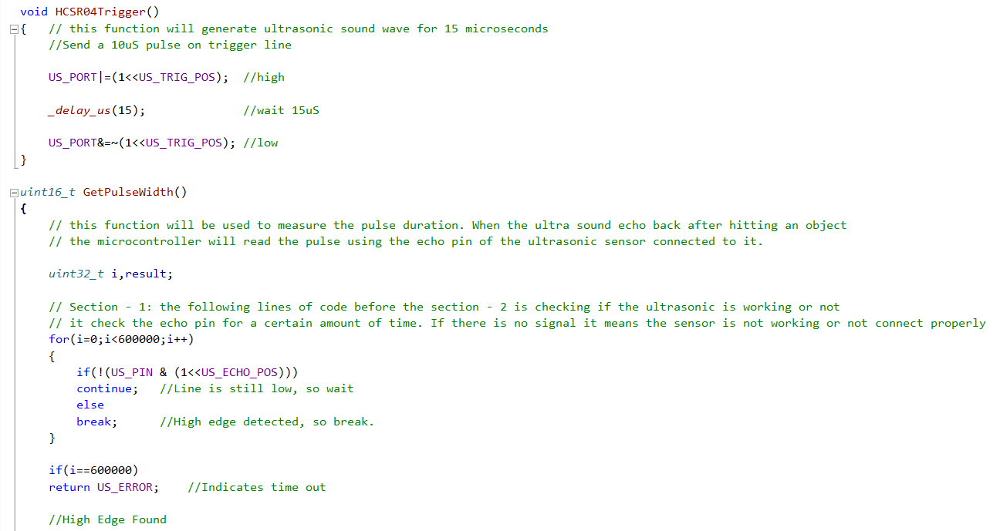 void HCSR04Trigger()
{   // this function will generate ultrasonic sound wave for 15 microseconds
    //Send a 10uS pulse on trigger line
    US_PORT|=(1<<US_TRIG_POS);  //high
    _delay_us(15);              //wait 15uS
    US_PORT&=~(1<<US_TRIG_POS); //low
}
uint16_t GetPulseWidth()
{
    // this function will be used to measure the pulse duration. When the ultra sound echo back after hitting an object
    // the microcontroller will read the pulse using the echo pin of the ultrasonic sensor connected to it.
    uint32_t i,result;
    // Section - 1: the following lines of code before the section - 2 is checking if the ultrasonic is working or not
    // it check the echo pin for a certain amount of time. If there is no signal it means the sensor is not working or not connect properly
    for(i=0;i<600000;i++)
    {
        if(!(US_PIN & (1<<US_ECHO_POS)))
        continue;   //Line is still low, so wait
        else
        break;      //High edge detected, so break.
    }
    if(i==600000)
    return US_ERROR;    //Indicates time out
    //High Edge Found